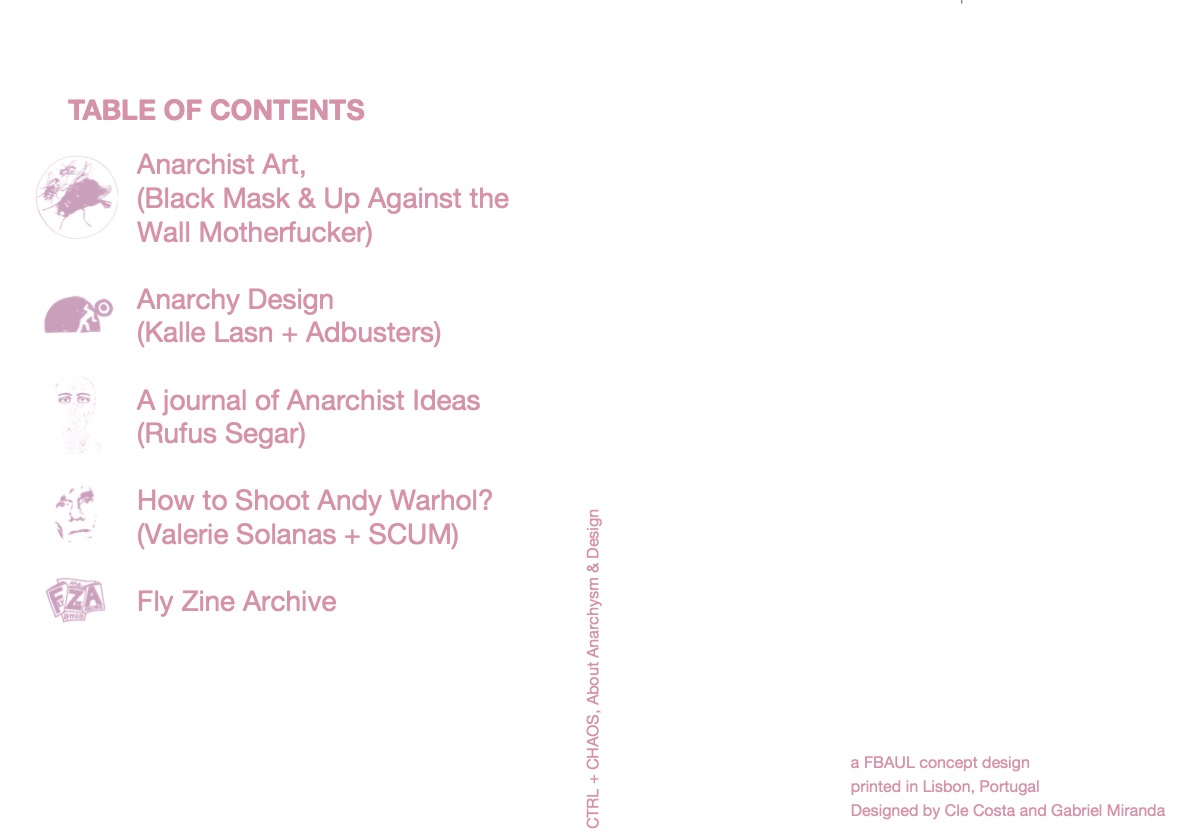 TABLE OF CONTENTS
Anarchist Art,
(Black Mask & Up Against the
Wall Motherfucker)
Anarchy Design
(Kalle Lasn + Adbusters)
A journal of Anarchist Ideas
(Rufus Segar)
How to Shoot Andy Warhol?
(Valerie Solanas + SCUM)
FZA
Fly Zine Archive
CTRL + CHAOS, About Anarchysm & Design
a FBAUL concept design
printed in Lisbon, Portugal
Designed by Cle Costa and Gabriel Miranda